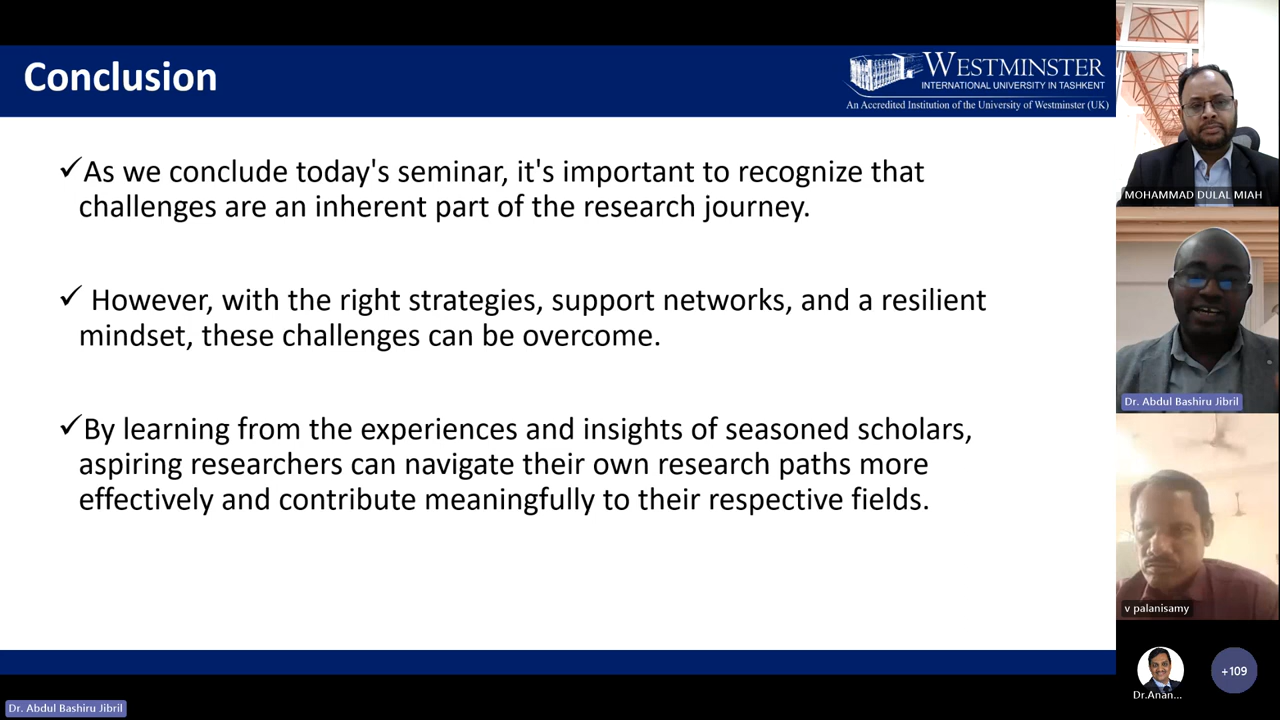 Conclusion
WESTMINSTER
INTERNATIONAL UNIVERSITY IN TASHKENT
An Accredited Institution of the University of Westminster (UK)
✓As we conclude today's seminar, it's important to recognize that
challenges are an inherent part of the research journey.
✓ However, with the right strategies, support networks, and a resilient
mindset, these challenges can be overcome.
✓By learning from the experiences and insights of seasoned scholars,
aspiring researchers can navigate their own research paths more
effectively and contribute meaningfully to their respective fields.
MOHAMMAD DULAL MIAH
Dr. Abdul Bashiru Jibril
v palanisamy
Dr.Anan...
+109
Dr. Abdul Bashiru Jibril